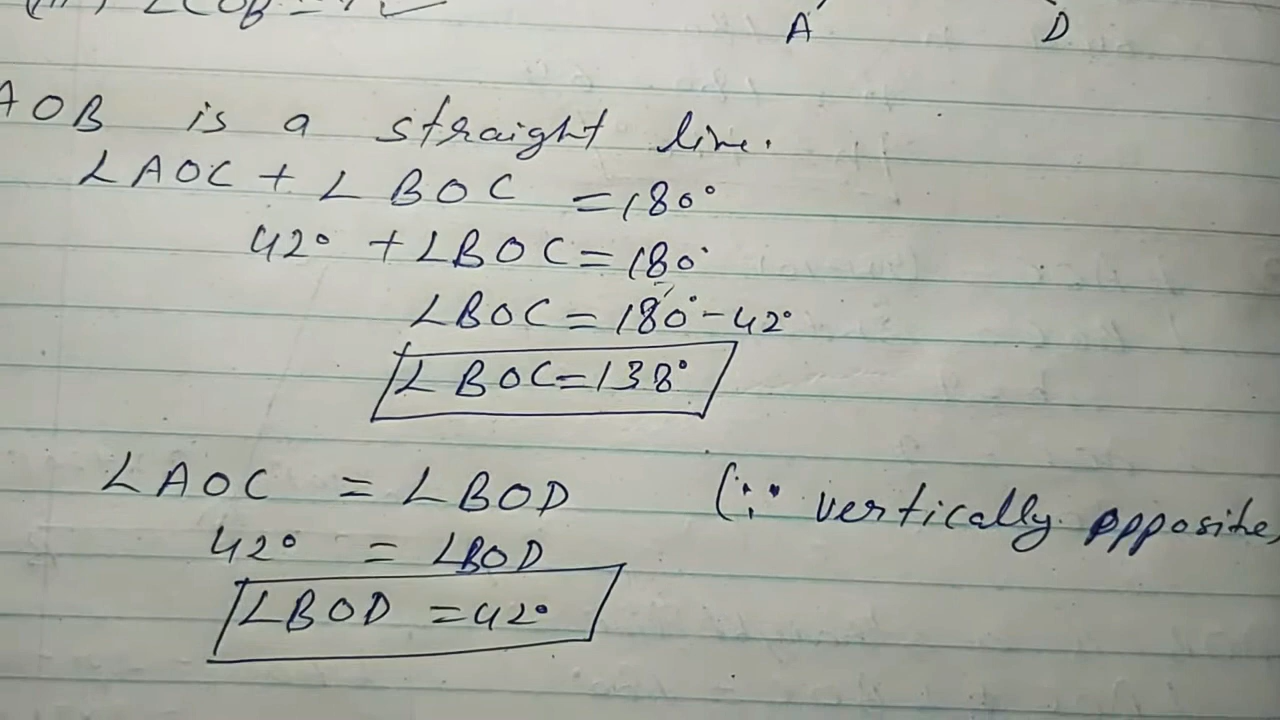 ∠COB =
A D
AOB is a straight line.
∠AOC + ∠BOC = 180°
42° + ∠BOC = 180°
∠BOC = 180° - 42°
∠BOC = 138°
∠AOC = ∠BOD (∵ vertically opposite,
42° = ∠BOD
∠BOD = 42°